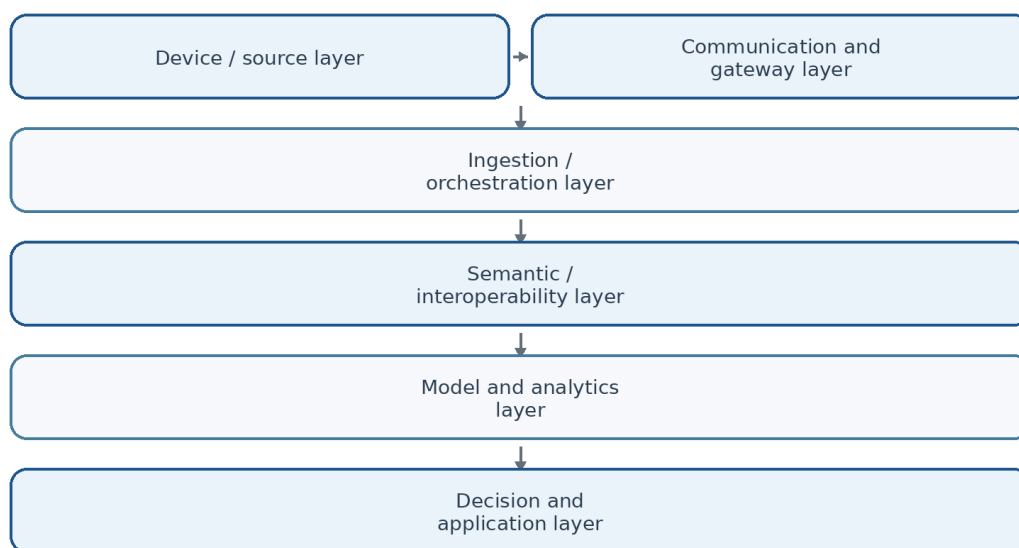 Device / source layer
Communication and
gateway layer
Ingestion /
orchestration layer
Semantic /
interoperability layer
Model and analytics
layer
Decision and
application layer